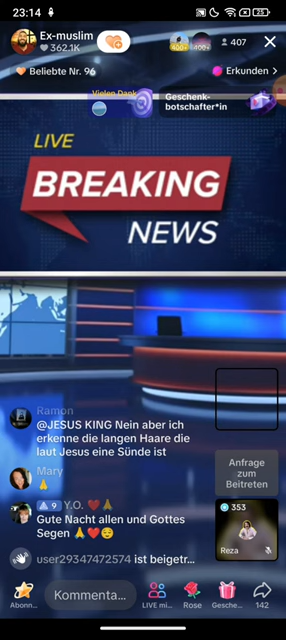 23:14
25
Ex-muslim
362.1K
400+
400+
407
Beliebte Nr. 96
Erkunden >
Vielen Dank
Geschenk-
botschafter*in
LIVE
BREAKING
NEWS
Ramon
@JESUS KING Nein aber ich
erkenne die langen Haare die
laut Jesus eine Sünde ist
Mary
🙏
9 Y.O. ❤️🙏
Gute Nacht allen und Gottes
Segen 🙏❤️☺️
user29347472574 ist beigetr...
Anfrage
zum
Beitreten
353
Reza
Kommenta...
Abonn...
LIVE mi...
Rose
Gesche...
142